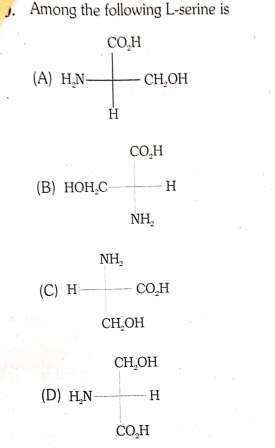 J. Among the following L-serine is
CO₂H
(A) H₂N CH₂OH
H
CO₂H
(B) HOH₂C H
NH₂
NH₂
(C) H CO₂H
CH₂OH
CH₂OH
(D) H₂N H
CO₂H